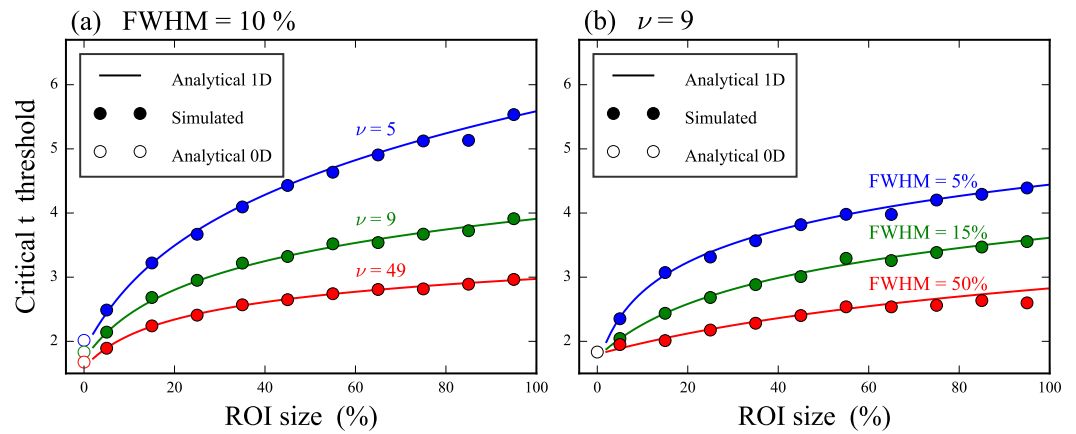 (a) FWHM = 10 %
Critical t threshold
6
5
4
3
2
Analytical 1D
Simulated
Analytical 0D
ν = 5
ν = 9
ν = 49
0 20 40 60 80 100
ROI size (%)
(b) ν = 9
6
5
4
3
2
Analytical 1D
Simulated
Analytical 0D
FWHM = 5%
FWHM = 15%
FWHM = 50%
0 20 40 60 80 100
ROI size (%)